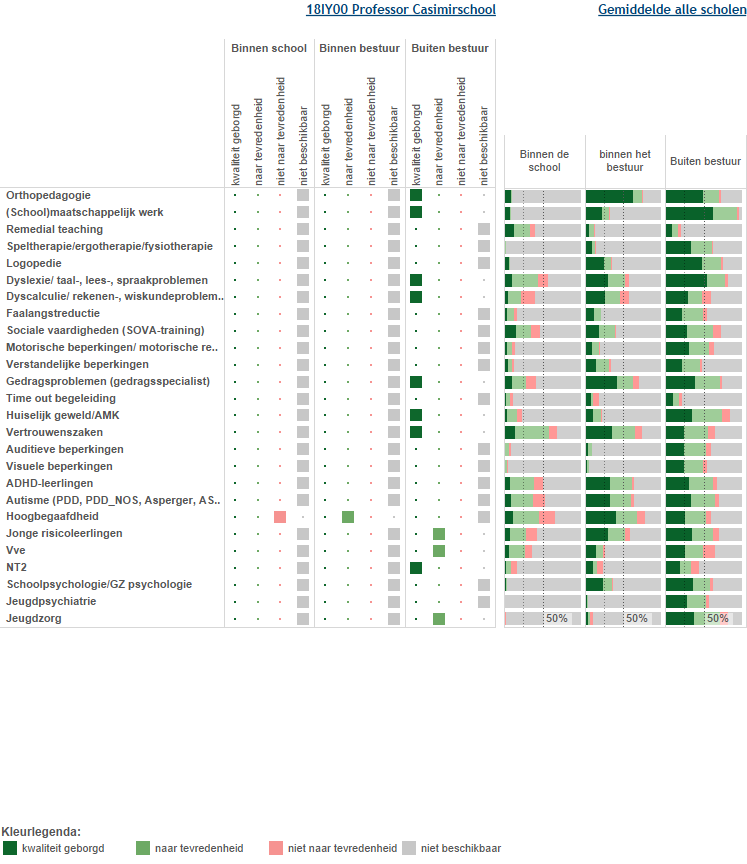 18IY00 Professor Casimirschool
Gemiddelde alle scholen
Binnen school
Binnen bestuur
Buiten bestuur
kwaliteit geborgd
naar tevredenheid
niet naar tevredenheid
niet beschikbaar
kwaliteit geborgd
naar tevredenheid
niet naar tevredenheid
niet beschikbaar
kwaliteit geborgd
naar tevredenheid
niet naar tevredenheid
niet beschikbaar
Binnen de
school
binnen het
bestuur
Buiten bestuur
Orthopedagogie
(School)maatschappelijk werk
Remedial teaching
Speltherapie/ergotherapie/fysiotherapie
Logopedie
Dyslexie/ taal-, lees-, spraakproblemen
Dyscalculie/ rekenen-, wiskundeproblem..
Faalangstreductie
Sociale vaardigheden (SOVA-training)
Motorische beperkingen/ motorische re..
Verstandelijke beperkingen
Gedragsproblemen (gedragsspecialist)
Time out begeleiding
Huiselijk geweld/AMK
Vertrouwenszaken
Auditieve beperkingen
Visuele beperkingen
ADHD-leerlingen
Autisme (PDD, PDD_NOS, Asperger, AS..
Hoogbegaafdheid
Jonge risicoleerlingen
Vve
NT2
Schoolpsychologie/GZ psychologie
Jeugdpsychiatrie
Jeugdzorg
50%
50%
50%
Kleurlegenda:
kwaliteit geborgd
naar tevredenheid
niet naar tevredenheid
niet beschikbaar